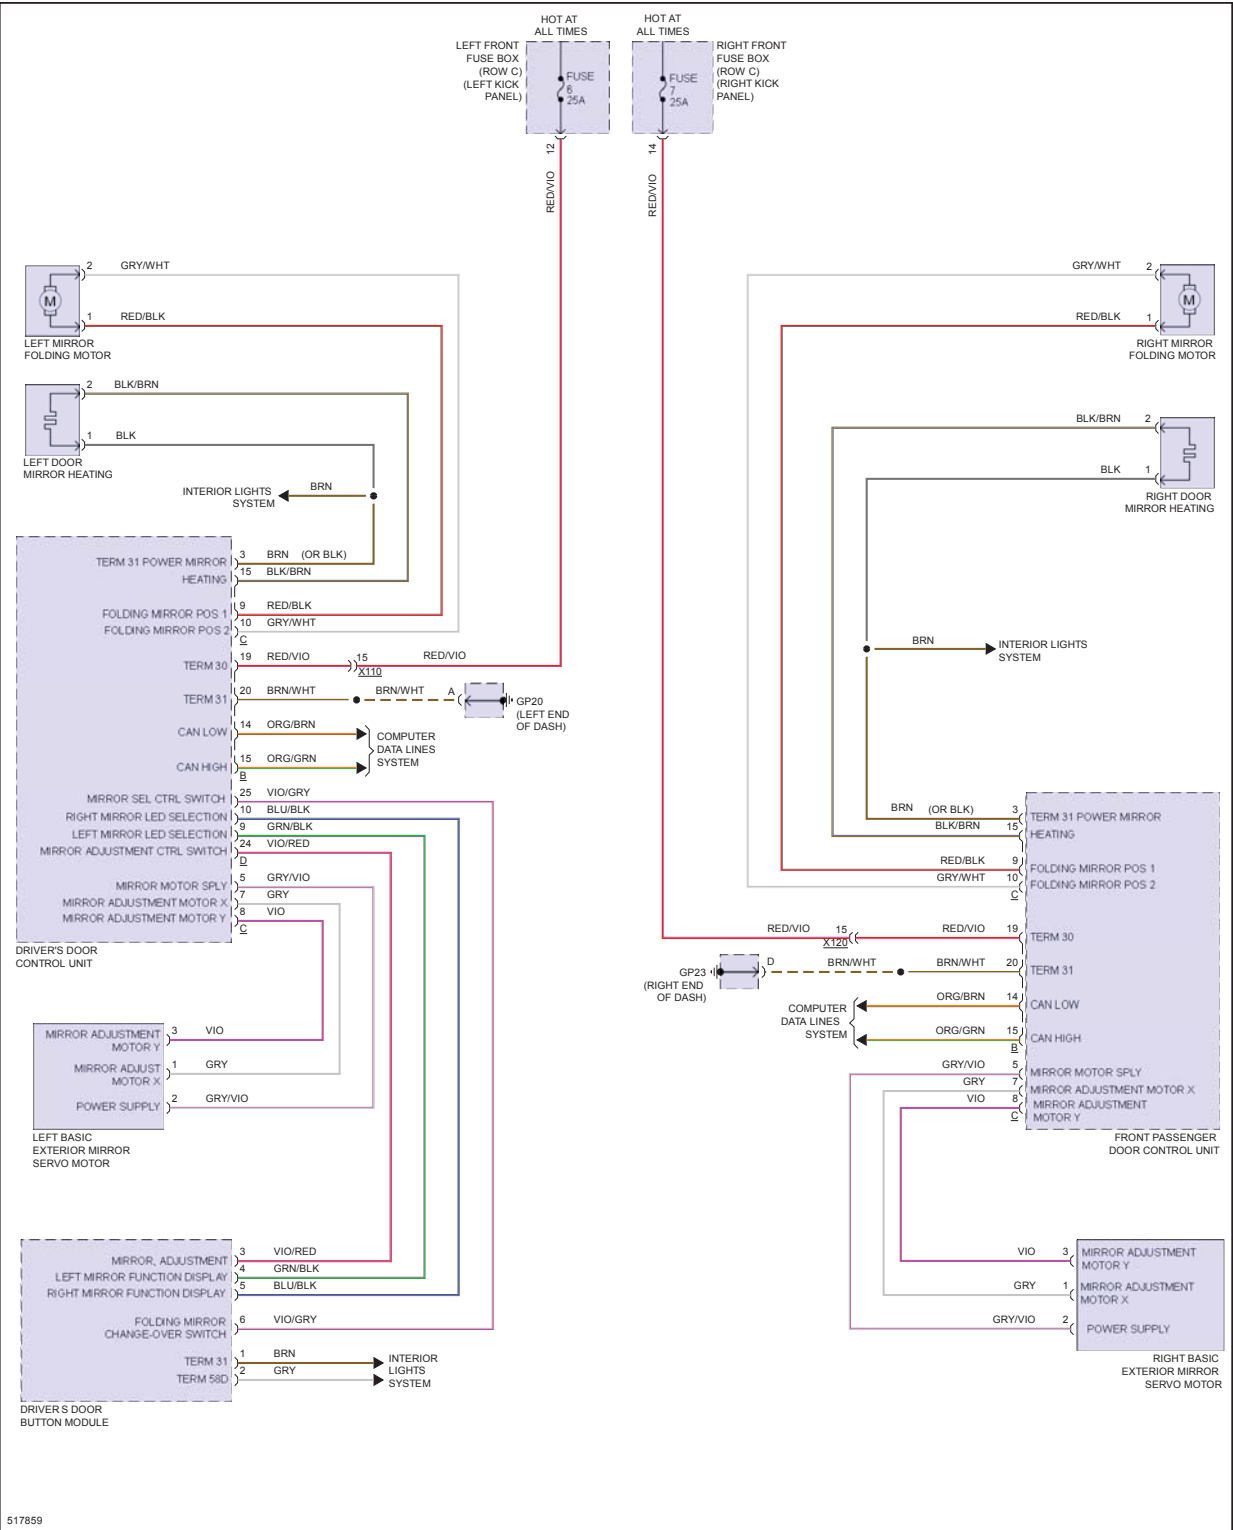 HOT AT
ALL TIMES
HOT AT
ALL TIMES
LEFT FRONT
FUSE BOX
(ROW C)
(LEFT KICK
PANEL)
FUSE
6
25A
FUSE
7
25A
RIGHT FRONT
FUSE BOX
(ROW C)
(RIGHT KICK
PANEL)
12
RED/VIO
14
RED/VIO
2 GRY/WHT
M
1 RED/BLK
LEFT MIRROR
FOLDING MOTOR
2 BLK/BRN
1 BLK
LEFT DOOR
MIRROR HEATING
INTERIOR LIGHTS
SYSTEM
BRN
GRY/WHT 2
M
RED/BLK 1
RIGHT MIRROR
FOLDING MOTOR
BLK/BRN 2
BLK 1
RIGHT DOOR
MIRROR HEATING
BRN
INTERIOR LIGHTS
SYSTEM
TERM 31 POWER MIRROR 3 BRN (OR BLK)
HEATING 15 BLK/BRN
FOLDING MIRROR POS 1 9 RED/BLK
FOLDING MIRROR POS 2 10 GRY/WHT
C
TERM 30 19 RED/VIO 15 RED/VIO
X110
TERM 31 20 BRN/WHT BRN/WHT A
GP20
(LEFT END
OF DASH)
CAN LOW 14 ORG/BRN
CAN HIGH 15 ORG/GRN
B
COMPUTER
DATA LINES
SYSTEM
MIRROR SEL CTRL SWITCH 25 VIO/GRY
RIGHT MIRROR LED SELECTION 10 BLU/BLK
LEFT MIRROR LED SELECTION 9 GRN/BLK
MIRROR ADJUSTMENT CTRL SWITCH 24 VIO/RED
D
MIRROR MOTOR SPLY 5 GRY/VIO
MIRROR ADJUSTMENT MOTOR X 7 GRY
MIRROR ADJUSTMENT MOTOR Y 8 VIO
C
DRIVER'S DOOR
CONTROL UNIT
BRN (OR BLK) 3 TERM 31 POWER MIRROR
BLK/BRN 15 HEATING
RED/BLK 9 FOLDING MIRROR POS 1
GRY/WHT 10 FOLDING MIRROR POS 2
C
RED/VIO 15 RED/VIO 19 TERM 30
X120
GP23
(RIGHT END
OF DASH)
D BRN/WHT BRN/WHT 20 TERM 31
ORG/BRN 14 CAN LOW
ORG/GRN 15 CAN HIGH
B
COMPUTER
DATA LINES
SYSTEM
GRY/VIO 5 MIRROR MOTOR SPLY
GRY 7 MIRROR ADJUSTMENT MOTOR X
VIO 8 MIRROR ADJUSTMENT
MOTOR Y
C
FRONT PASSENGER
DOOR CONTROL UNIT
MIRROR ADJUSTMENT
MOTOR Y
3 VIO
MIRROR ADJUST
MOTOR X
1 GRY
POWER SUPPLY 2 GRY/VIO
LEFT BASIC
EXTERIOR MIRROR
SERVO MOTOR
MIRROR, ADJUSTMENT 3 VIO/RED
LEFT MIRROR FUNCTION DISPLAY 4 GRN/BLK
RIGHT MIRROR FUNCTION DISPLAY 5 BLU/BLK
FOLDING MIRROR
CHANGE-OVER SWITCH
6 VIO/GRY
TERM 31 1 BRN
TERM 58D 2 GRY
INTERIOR
LIGHTS
SYSTEM
DRIVER S DOOR
BUTTON MODULE
VIO 3 MIRROR ADJUSTMENT
MOTOR Y
GRY 1 MIRROR ADJUSTMENT
MOTOR X
GRY/VIO 2 POWER SUPPLY
RIGHT BASIC
EXTERIOR MIRROR
SERVO MOTOR
517859